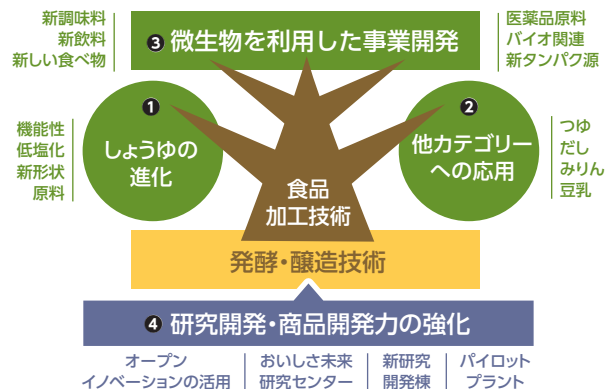 新調味料
新飲料
新しい食べ物
❸ 微生物を利用した事業開発
医薬品原料
バイオ関連
新タンパク源
❶
しょうゆの
進化
機能性
低塩化
新形状
原料
❷
他カテゴリー
への応用
つゆ
だし
みりん
豆乳
食品
加工技術
発酵・醸造技術
❹ 研究開発・商品開発力の強化
オープン
イノベーションの活用
おいしさ未来
研究センター
新研究
開発棟
パイロット
プラント